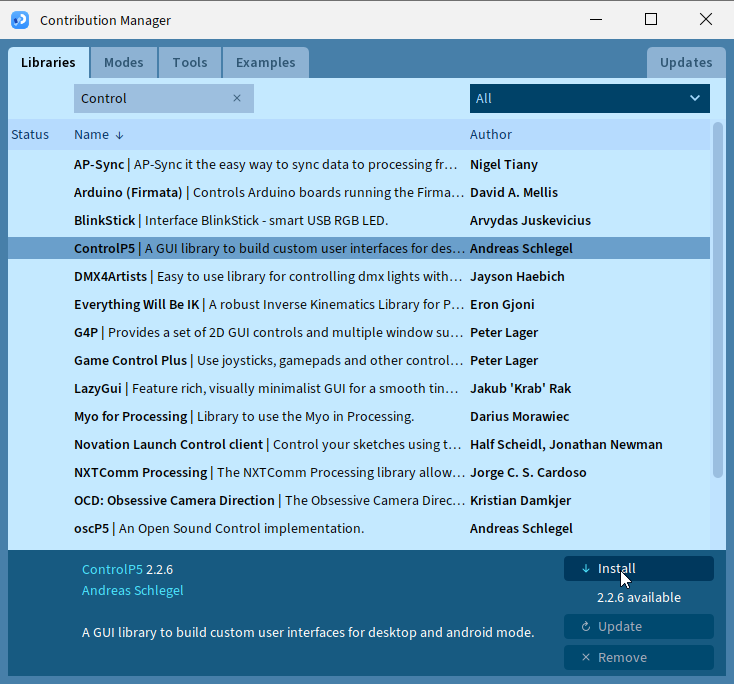 Contribution Manager
Libraries Modes Tools Examples Updates
Control All
Status Name Author
AP-Sync | AP-Sync it the easy way to sync data to processing fr… Nigel Tiany
Arduino (Firmata) | Controls Arduino boards running the Firma… David A. Mellis
BlinkStick | Interface BlinkStick - smart USB RGB LED. Arvydas Juskevicius
ControlP5 | A GUI library to build custom user interfaces for des… Andreas Schlegel
DMX4Artists | Easy to use library for controlling dmx lights with… Jayson Haebich
Everything Will Be IK | A robust Inverse Kinematics Library for P… Eron Gjoni
G4P | Provides a set of 2D GUI controls and multiple window su… Peter Lager
Game Control Plus | Use joysticks, gamepads and other control… Peter Lager
LazyGui | Feature rich, visually minimalist GUI for a smooth tin… Jakub 'Krab' Rak
Myo for Processing | Library to use the Myo in Processing. Darius Morawiec
Novation Launch Control client | Control your sketches using t… Half Scheidl, Jonathan Newman
NXTComm Processing | The NXTComm Processing library allow… Jorge C. S. Cardoso
OCD: Obsessive Camera Direction | The Obsessive Camera Direc… Kristian Damkjer
oscP5 | An Open Sound Control implementation. Andreas Schlegel
ControlP5 2.2.6 Install
Andreas Schlegel 2.2.6 available
A GUI library to build custom user interfaces for desktop and android mode. Update
Remove